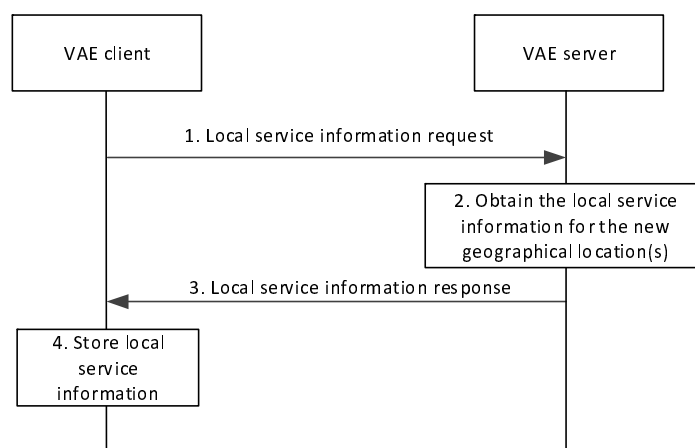 VAE client
VAE server
1. Local service information request
2. Obtain the local service
information for the new
geographical location(s)
3. Local service information response
4. Store local
service
information